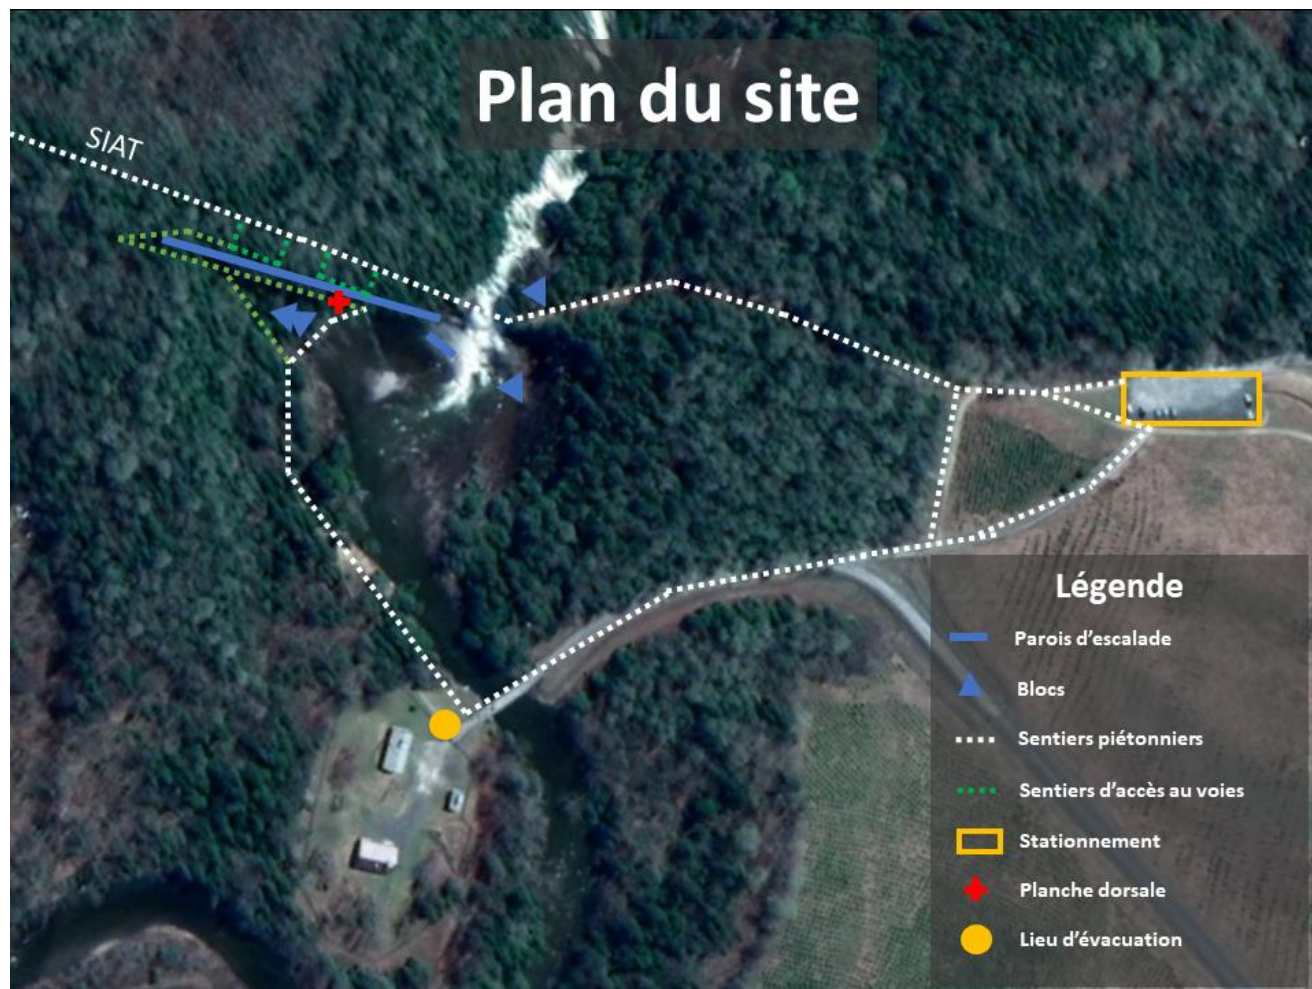 Plan du site
SIAT
Légende
Parois d'escalade
Blocs
Sentiers piétonniers
Sentiers d'accès au voies
Stationnement
Planche dorsale
Lieu d'évacuation